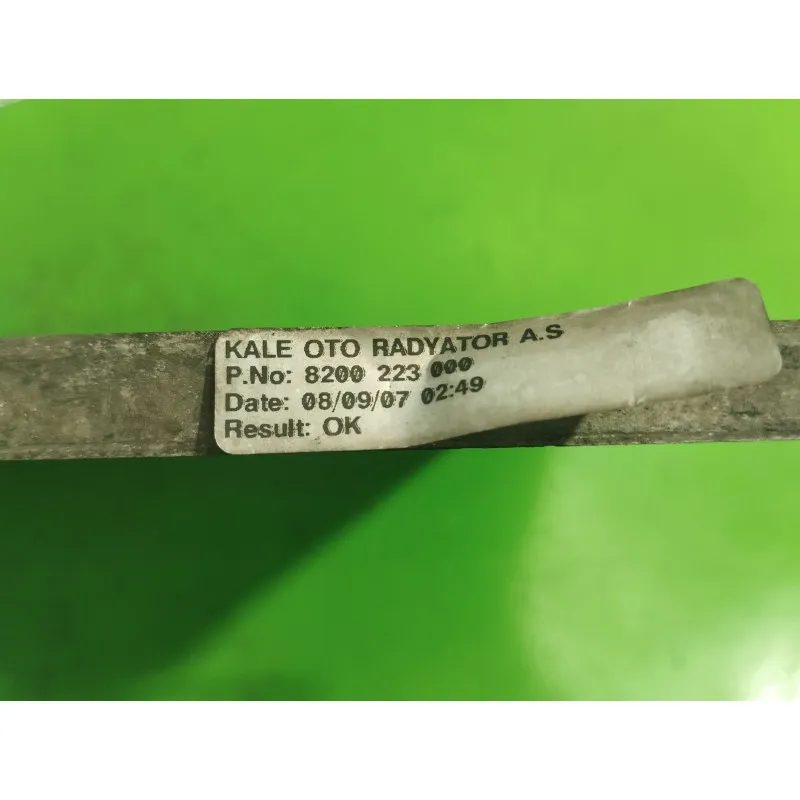 KALE OTO RADYATOR A.S
P.No: 8200 223 000
Date: 08/09/07 02:49
Result: OK